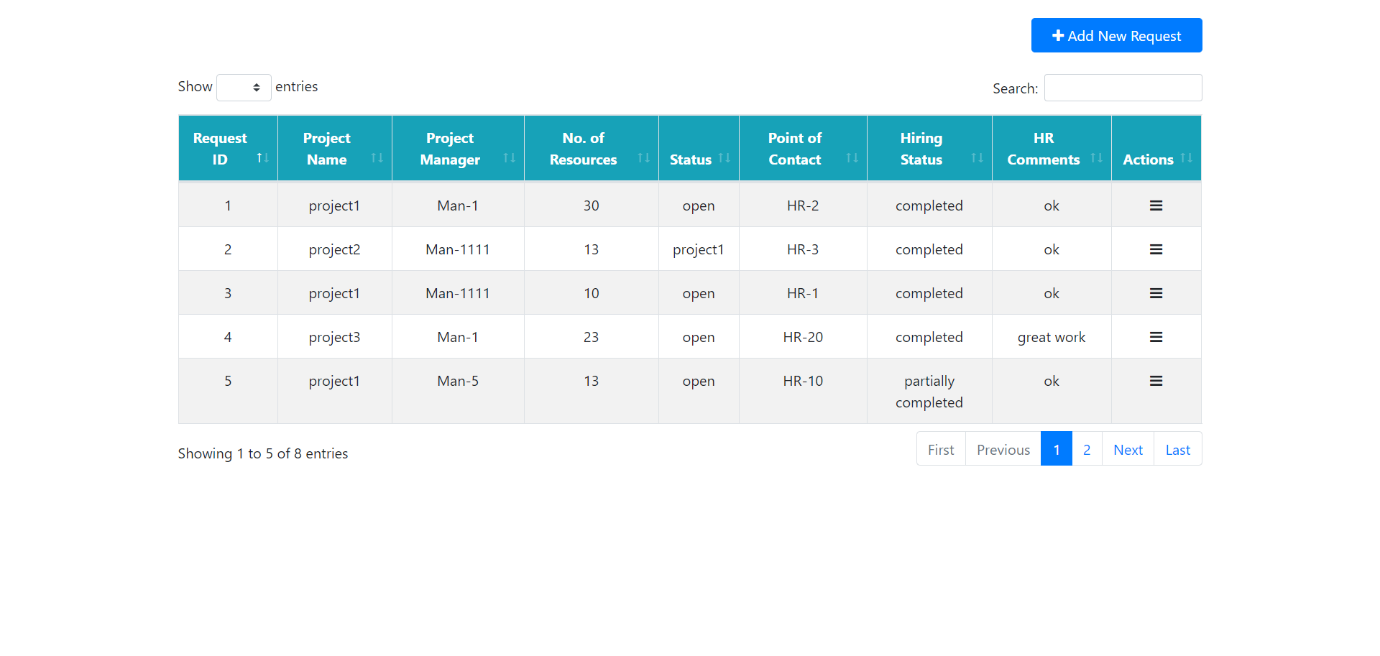 Add New Request
Show entries
Search:
Request ID Project Name Project Manager No. of Resources Status Point of Contact Hiring Status HR Comments Actions
1 project1 Man-1 30 open HR-2 completed ok
2 project2 Man-1111 13 project1 HR-3 completed ok
3 project1 Man-1111 10 open HR-1 completed ok
4 project3 Man-1 23 open HR-20 completed great work
5 project1 Man-5 13 open HR-10 partially completed ok
Showing 1 to 5 of 8 entries
First Previous 1 2 Next Last